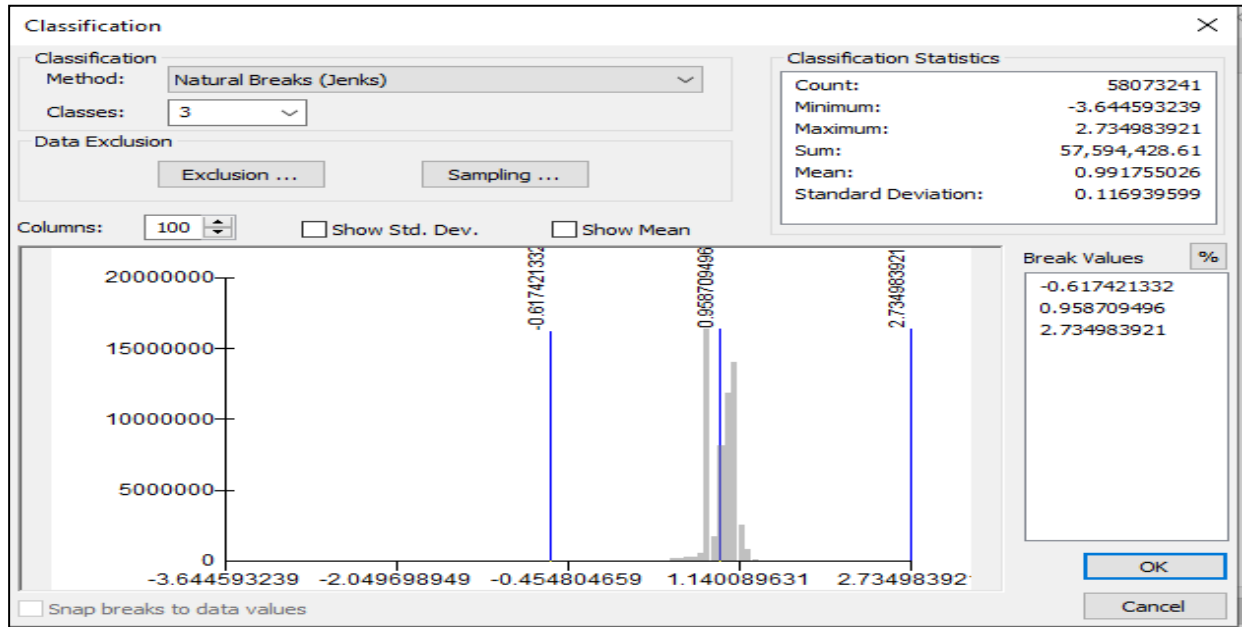 Classification
Classification
Method: Natural Breaks (Jenks)
Classes: 3
Data Exclusion
Exclusion ... Sampling ...
Classification Statistics
Count: 58073241
Minimum: -3.644593239
Maximum: 2.734983921
Sum: 57,594,428.61
Mean: 0.991755026
Standard Deviation: 0.116939599
Columns: 100 Show Std. Dev. Show Mean
-0.617421332
0.958709496
2.734983921
20000000
15000000
10000000
5000000
0
-3.644593239 -2.049698949 -0.454804659 1.140089631 2.73498392
Break Values %
-0.617421332
0.958709496
2.734983921
Snap breaks to data values
OK
Cancel